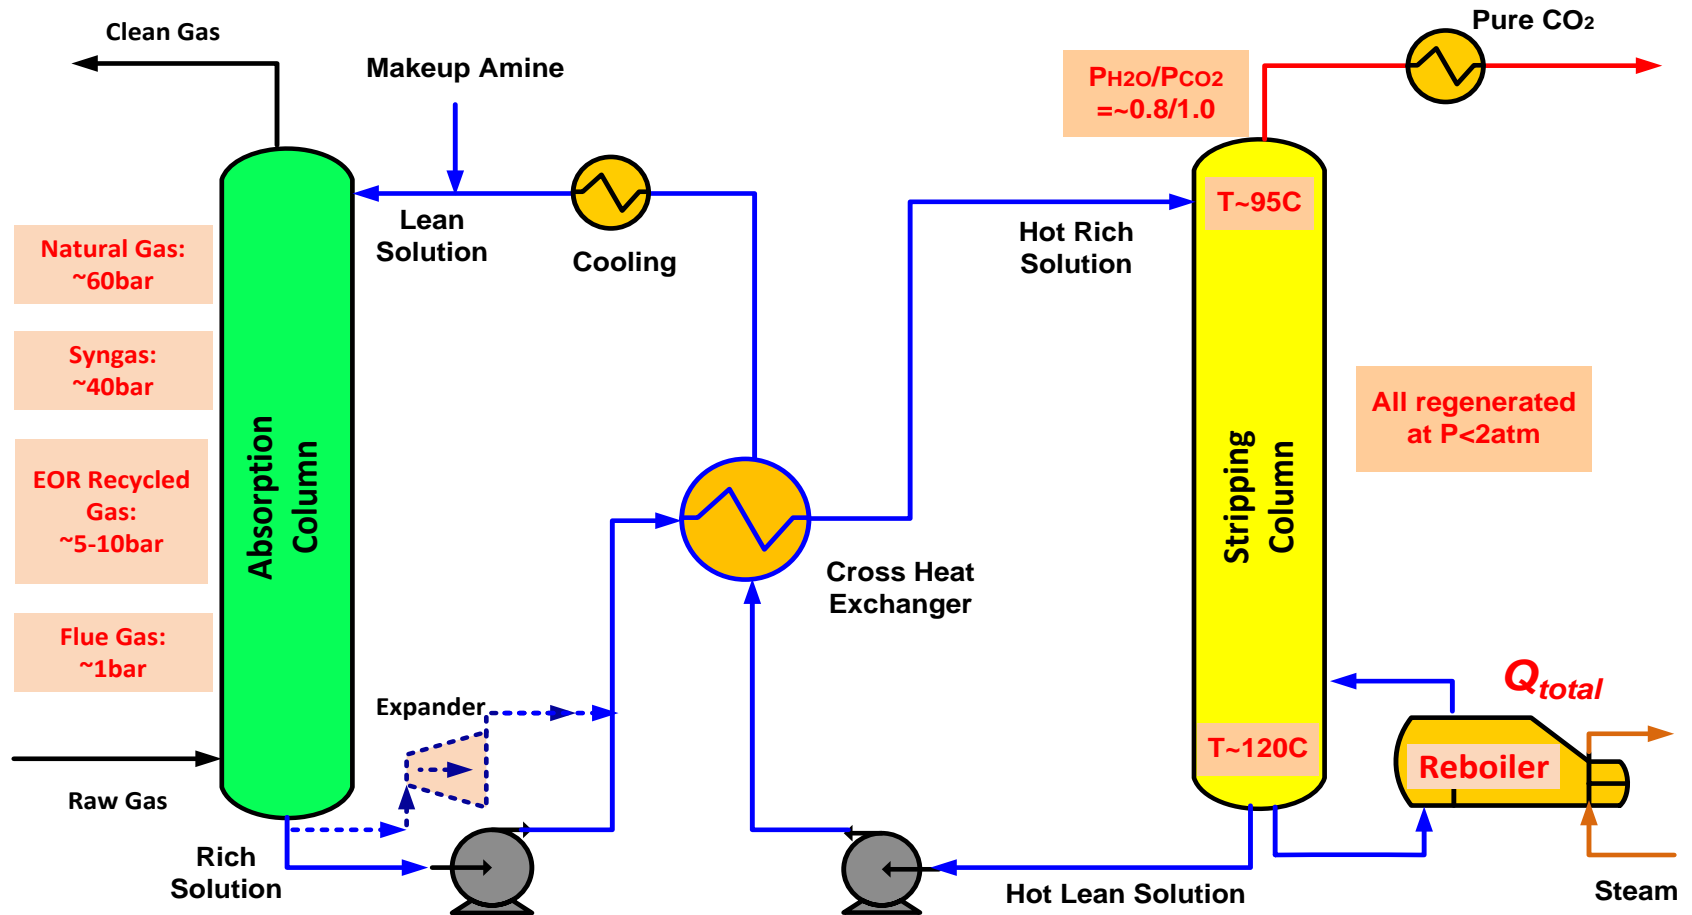 Clean Gas
Makeup Amine
Pure CO2
PH2O/PCO2
=~0.8/1.0
T~95C
Lean
Solution
Cooling
Hot Rich
Solution
Natural Gas:
~60bar
Syngas:
~40bar
EOR Recycled
Gas:
~5-10bar
Flue Gas:
~1bar
Absorption
Column
Stripping
Column
All regenerated
at P<2atm
Cross Heat
Exchanger
Expander
Qtotal
T~120C
Reboiler
Raw Gas
Rich
Solution
Hot Lean Solution
Steam